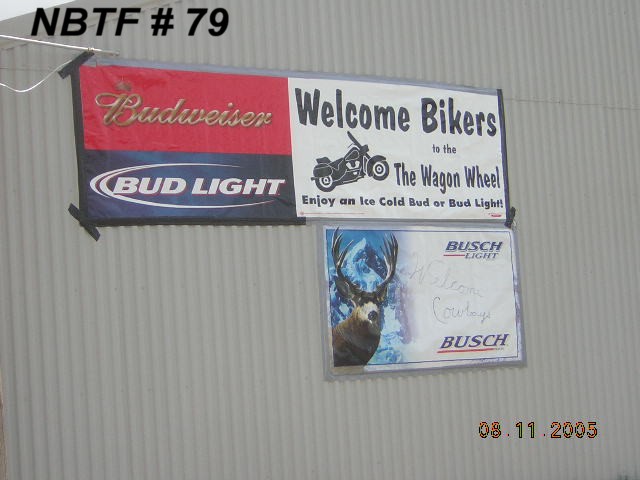 NBTF # 79
Budweiser
BUD LIGHT
Welcome Bikers
to the
The Wagon Wheel
Enjoy an Ice Cold Bud or Bud Light!
BUSCH
LIGHT
Welcome
Cowboys
BUSCH
08.11.2005